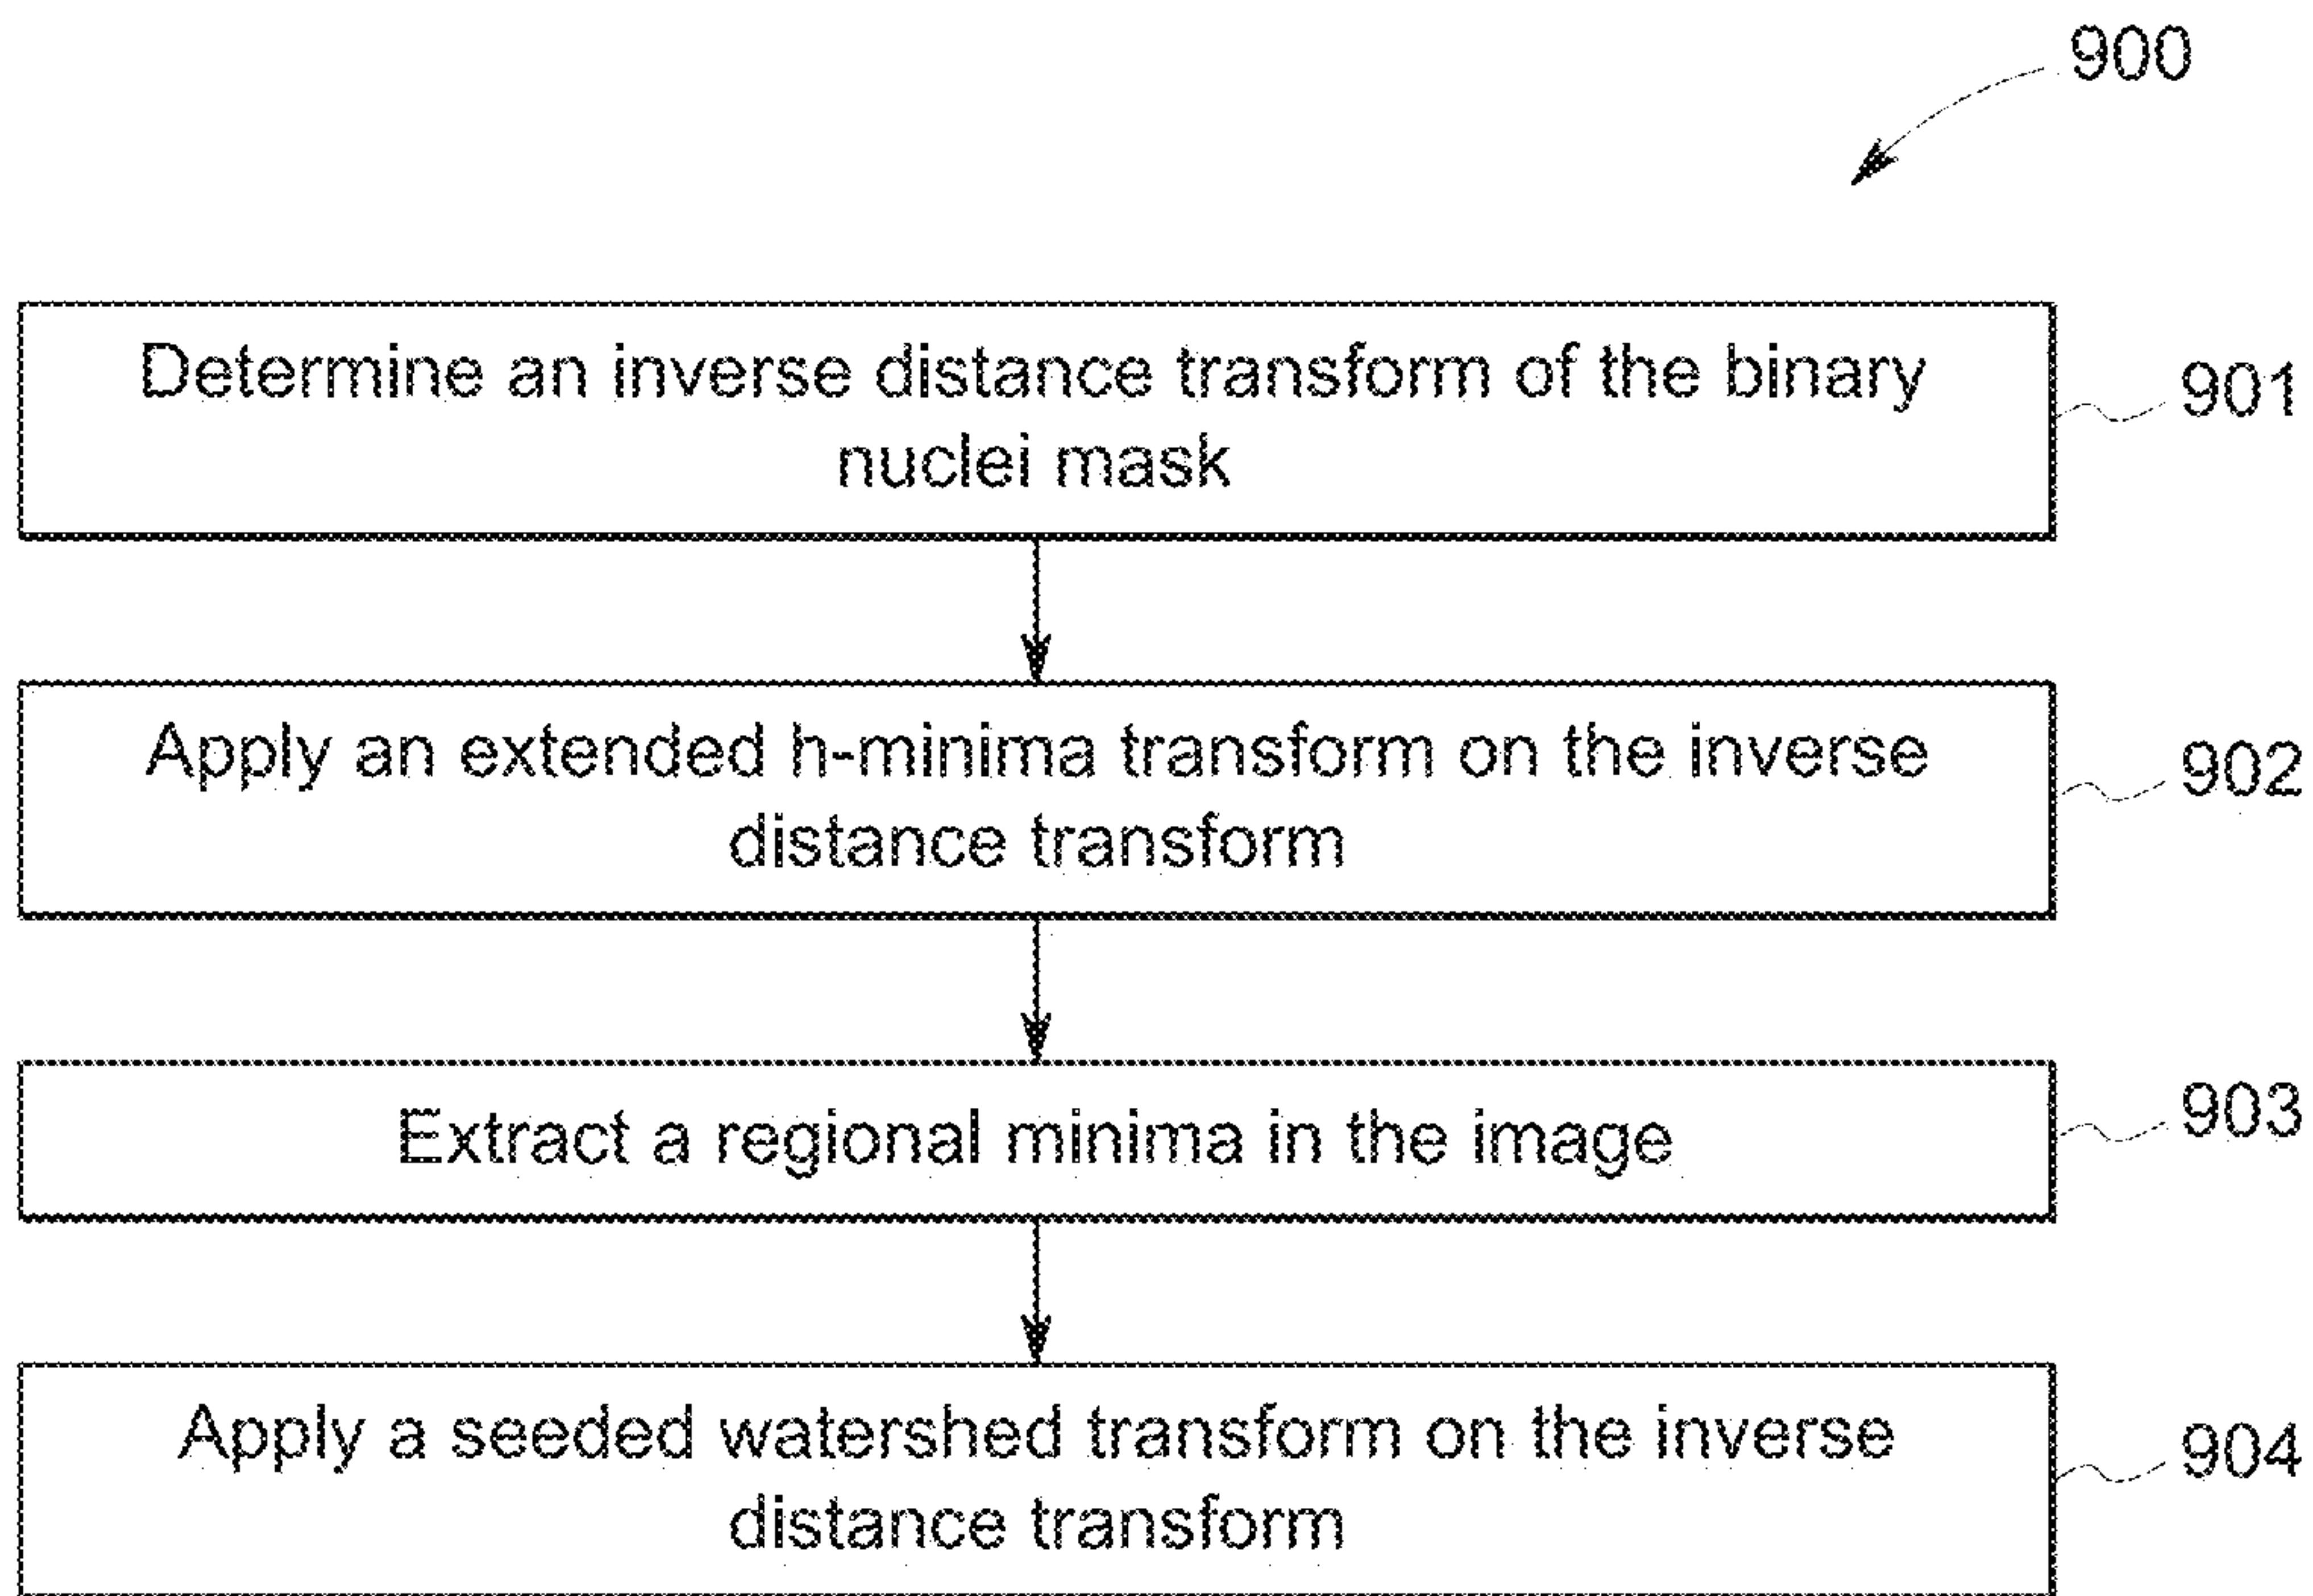 900
Determine an inverse distance transform of the binary
nuclei mask
901
Apply an extended h-minima transform on the inverse
distance transform
902
Extract a regional minima in the image
903
Apply a seeded watershed transform on the inverse
distance transform
904